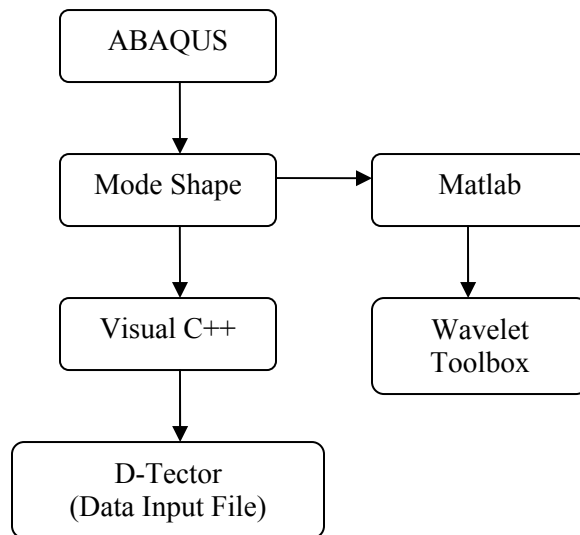 ABAQUS
Mode Shape
Matlab
Visual C++
Wavelet
Toolbox
D-Tector
(Data Input File)